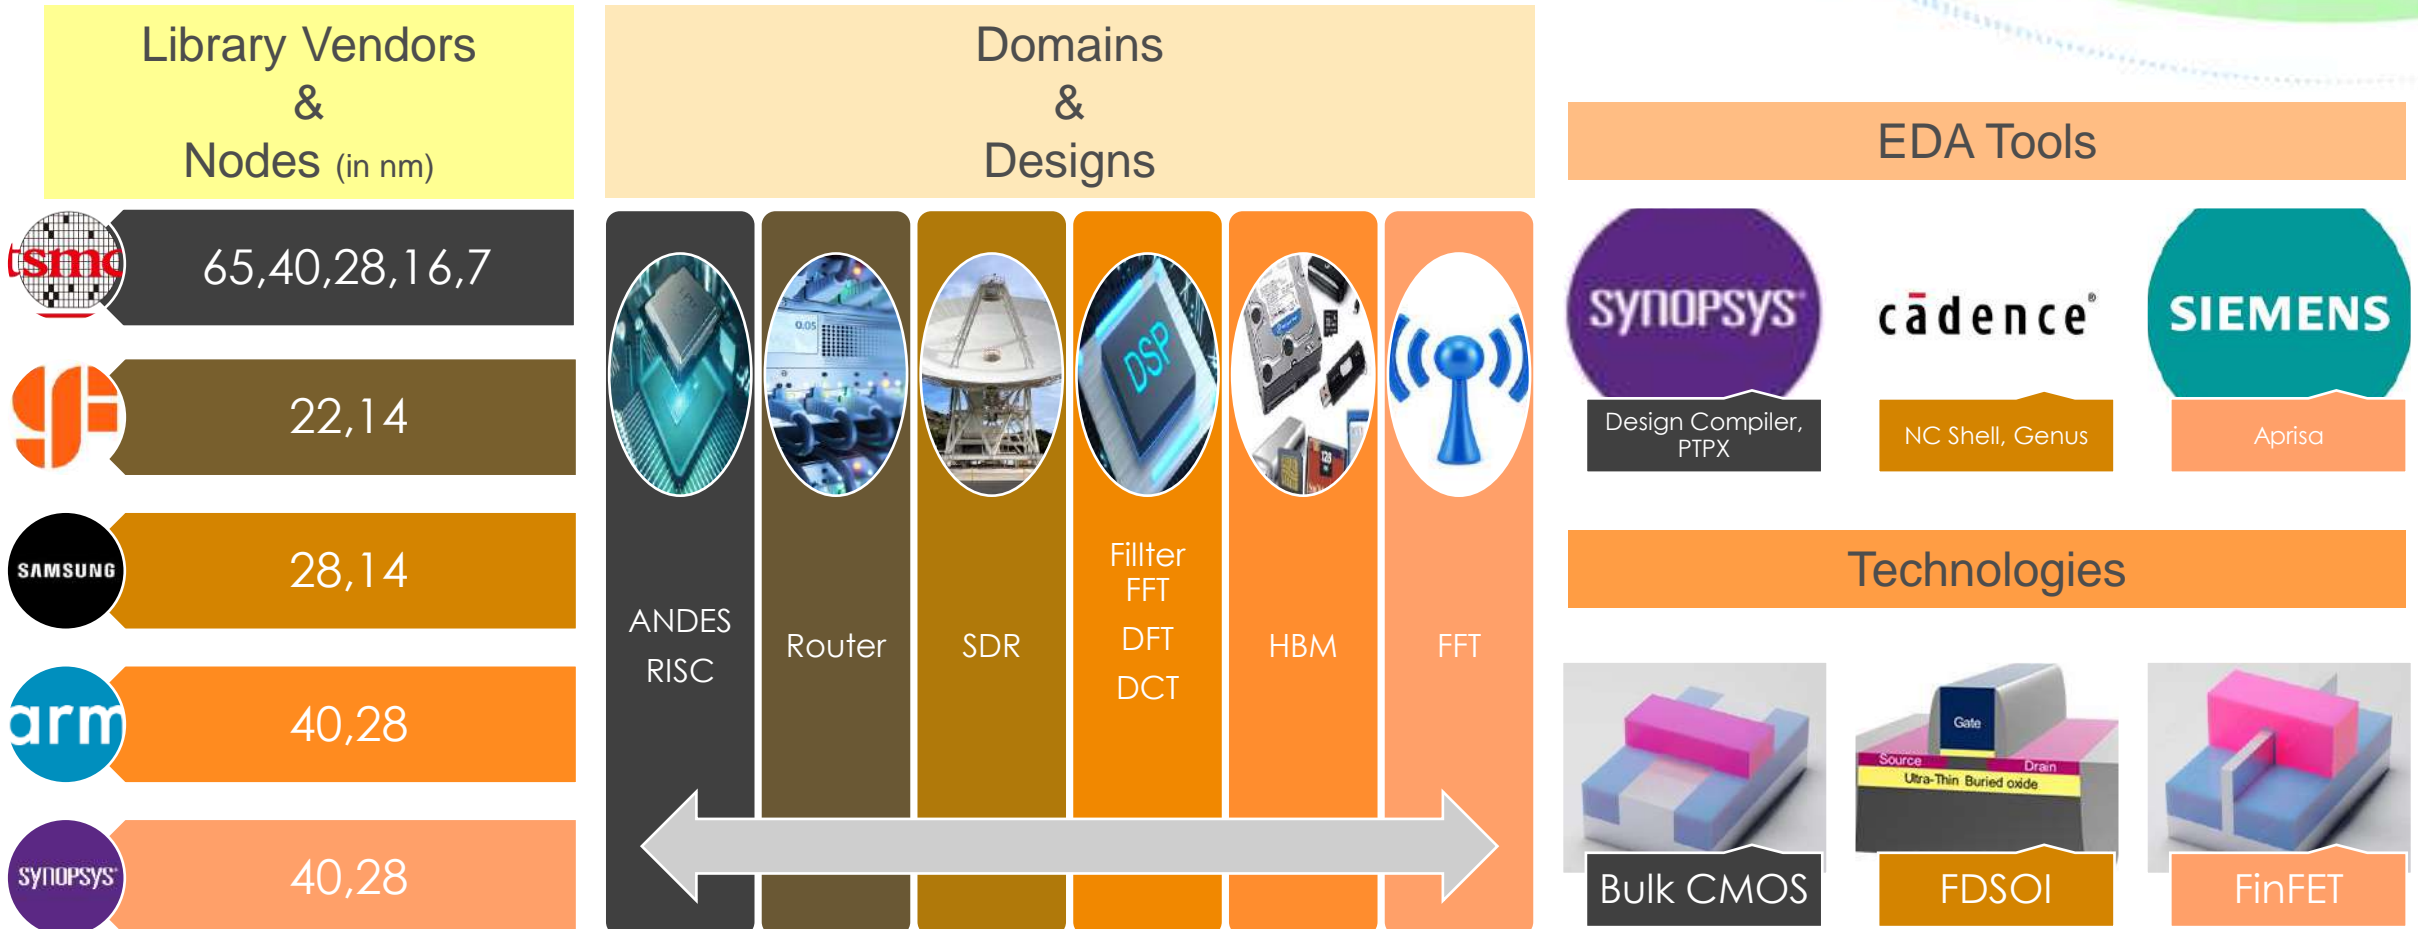 Library Vendors
&
Nodes (in nm)
tsmc
65,40,28,16,7
GF
22,14
SAMSUNG
28,14
arm
40,28
SYNOPSYS
40,28
Domains
&
Designs
ANDES
RISC
0.05
Router
SDR
DSP
Fillter
FFT
DFT
DCT
HBM
FFT
EDA Tools
SYNOPSYS
Design Compiler,
PTPX
cādence®
NC Shell, Genus
SIEMENS
Aprisa
Technologies
Bulk CMOS
Gate
Source
Drain
Ultra-Thin Buried oxide
FDSOI
FinFET